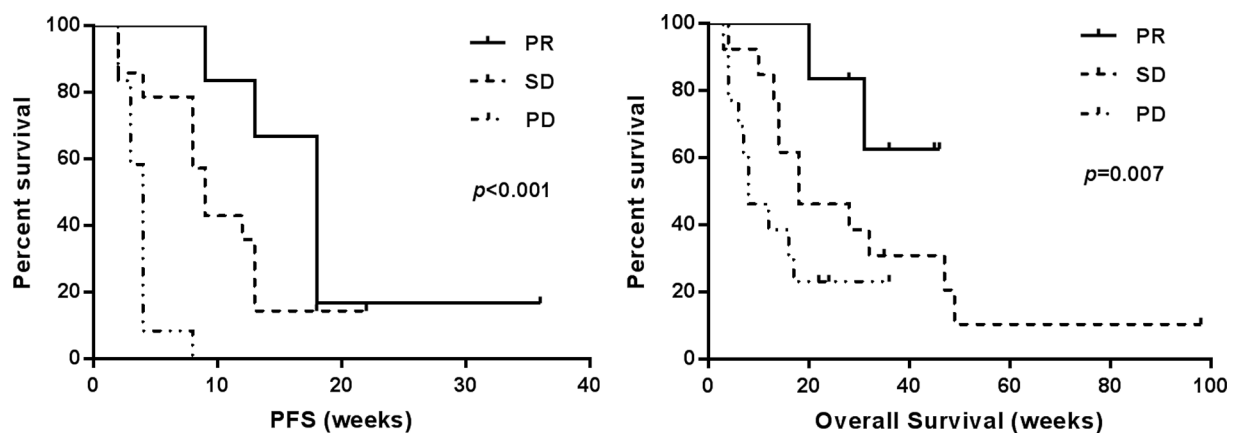 Percent survival
100
80
60
40
20
0
PR
SD
PD
p<0.001
0 10 20 30 40
PFS (weeks)
Percent survival
100
80
60
40
20
0
PR
SD
PD
p=0.007
0 20 40 60 80 100
Overall Survival (weeks)